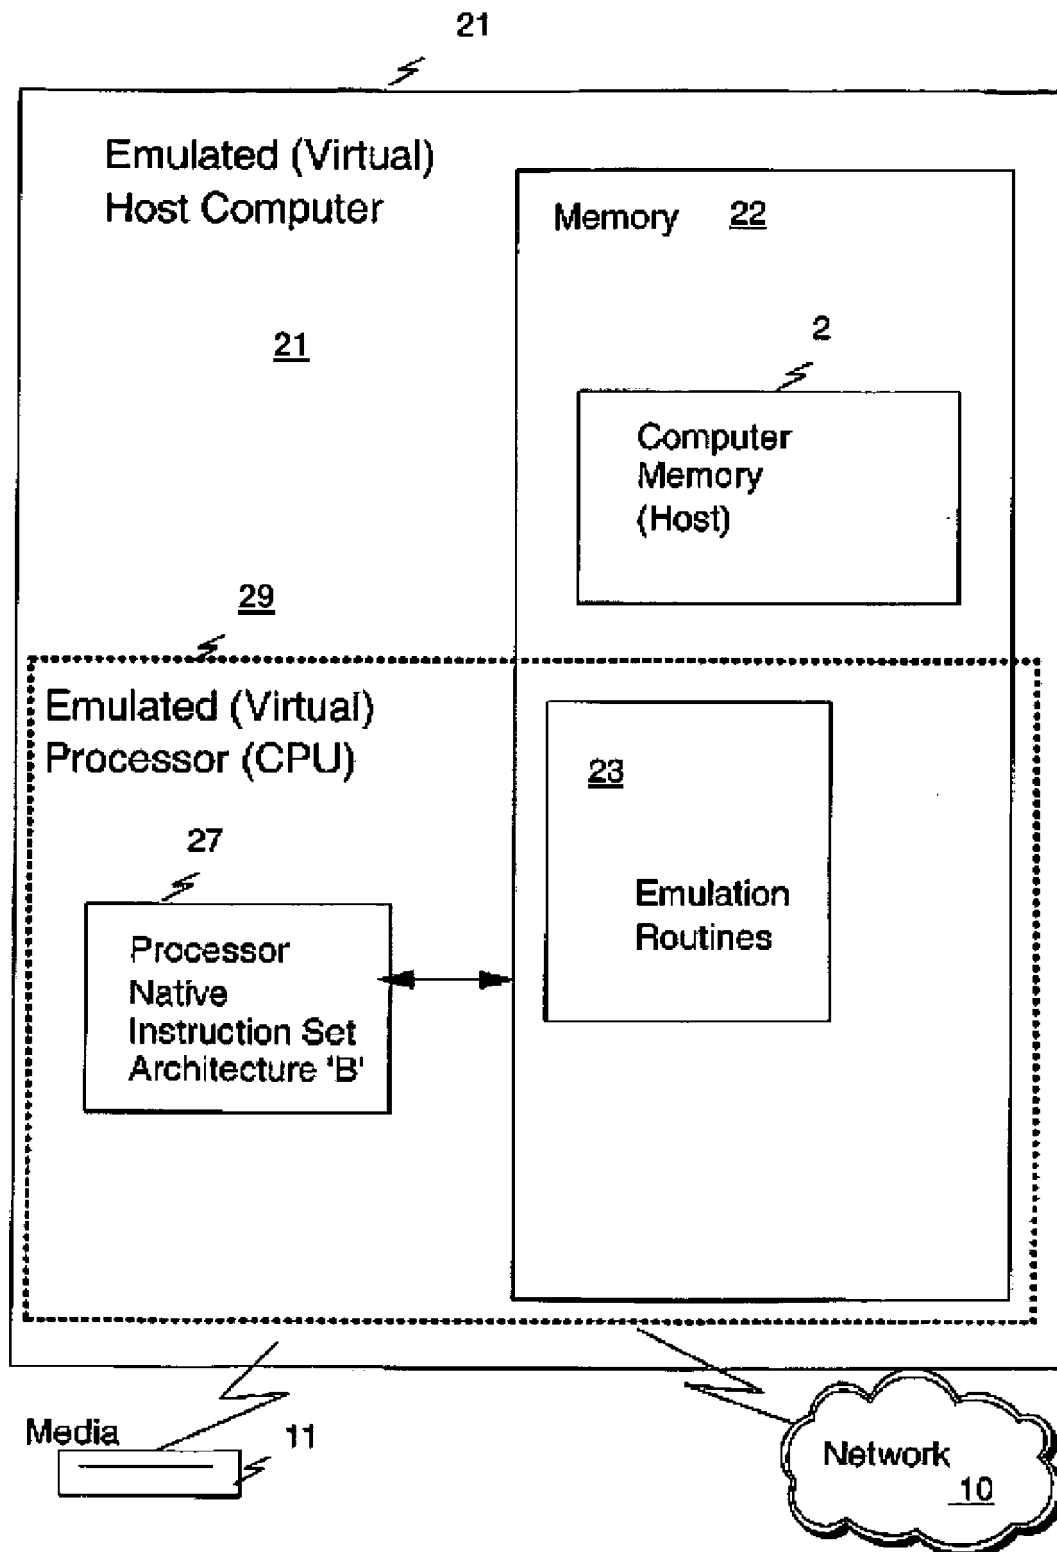 21
Emulated (Virtual)
Host Computer
21
Memory 22
2
Computer
Memory
(Host)
29
Emulated (Virtual)
Processor (CPU)
27
Processor
Native
Instruction Set
Architecture 'B'
23
Emulation
Routines
Media
11
Network
10